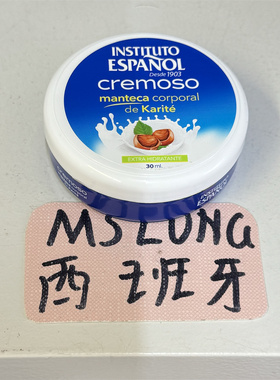 INSTITUTO
ESPAÑOL
Desde 1903
cremoso
manteca corporal
de Karité
EXTRA HIDRATANTE
30 ml.
MSLONG
西班牙